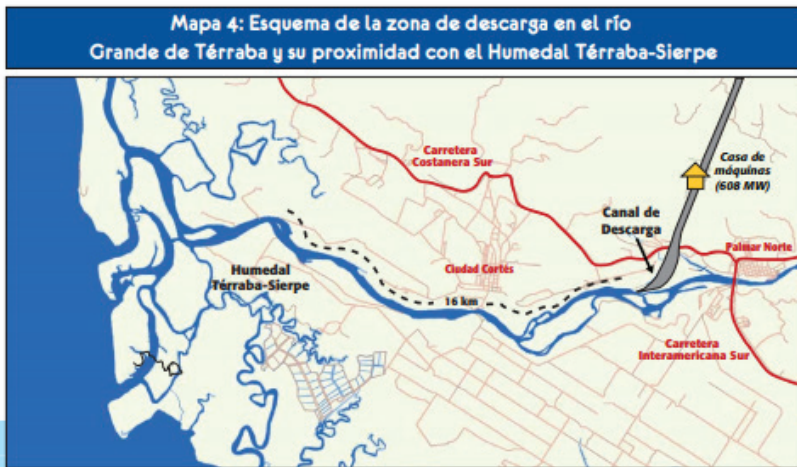 Mapa 4: Esquema de la zona de descarga en el río
Grande de Térraba y su proximidad con el Humedal Térraba-Sierpe
Carretera
Costanera Sur
Casa de
máquinas
(608 MW)
Canal de
Descarga
Palmar Norte
Humedal
Térraba-Sierpe
Ciudad Cortés
16 km
Carretera
Interamericana Sur